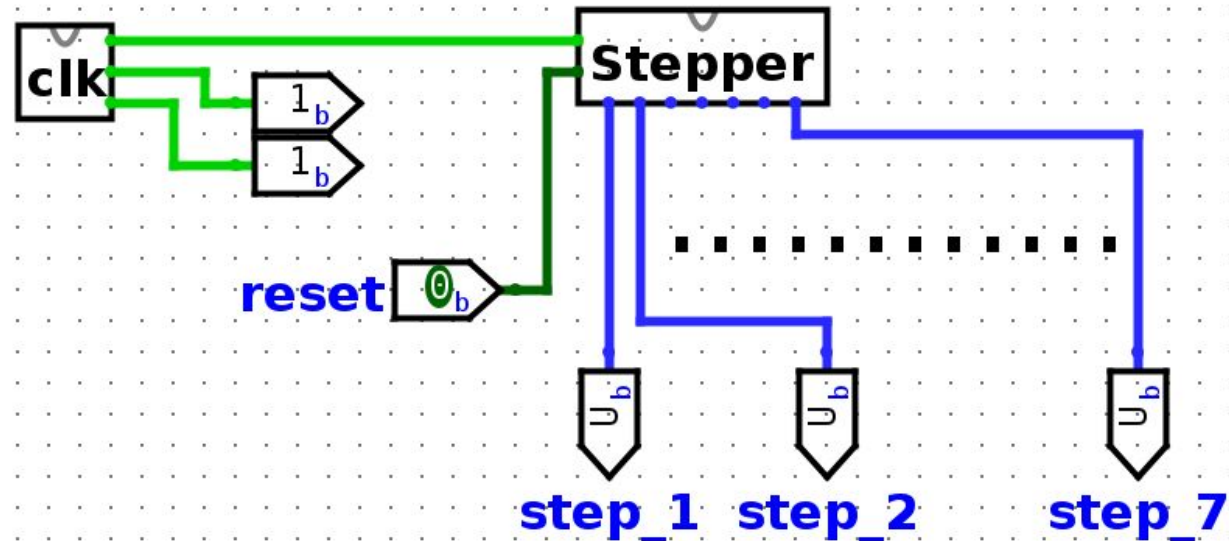 clk
Stepper
1b
1b
reset
0b
Ub
Ub
Ub
step_1
step_2
step_7